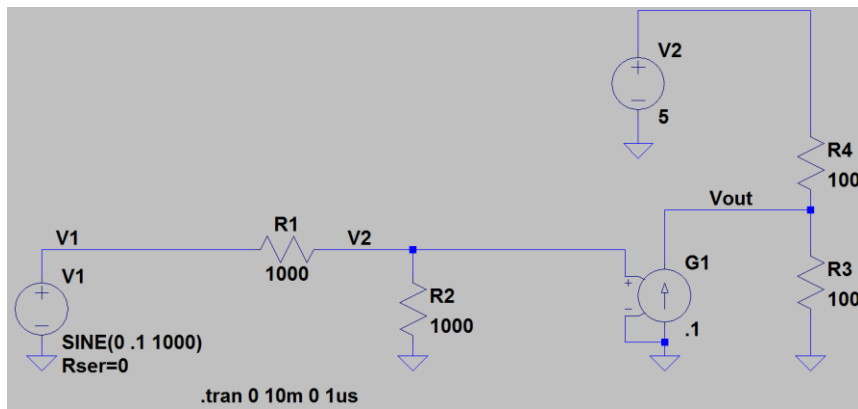 V2
5
R4
100
Vout
V1
R1
V2
1000
V1
R2
1000
G1
.1
R3
100
SINE(0 .1 1000)
Rser=0
.tran 0 10m 0 1us